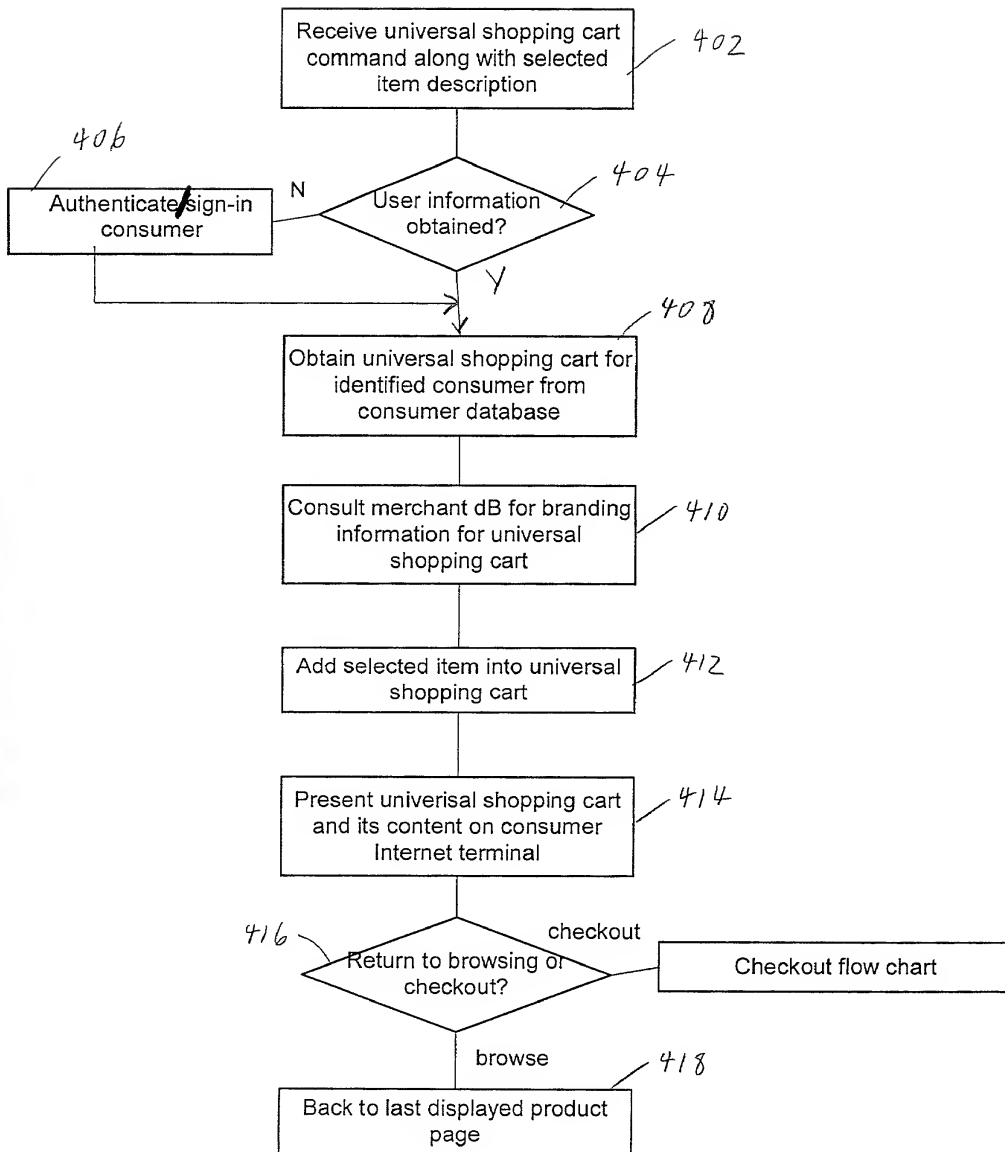 Receive universal shopping cart
command along with selected
item description
402
406
404
N
User information
obtained?
Authenticate/sign-in
consumer
Y
408
Obtain universal shopping cart for
identified consumer from
consumer database
Consult merchant dB for branding
information for universal
shopping cart
410
Add selected item into universal
shopping cart
412
Present univerisal shopping cart
and its content on consumer
Internet terminal
414
416
checkout
Return to browsing or
checkout?
Checkout flow chart
browse
418
Back to last displayed product
page